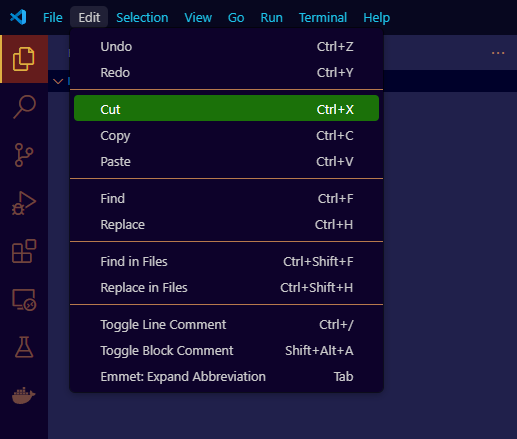 File Edit Selection View Go Run Terminal Help
Undo Ctrl+Z
Redo Ctrl+Y
Cut Ctrl+X
Copy Ctrl+C
Paste Ctrl+V
Find Ctrl+F
Replace Ctrl+H
Find in Files Ctrl+Shift+F
Replace in Files Ctrl+Shift+H
Toggle Line Comment Ctrl+/
Toggle Block Comment Shift+Alt+A
Emmet: Expand Abbreviation Tab